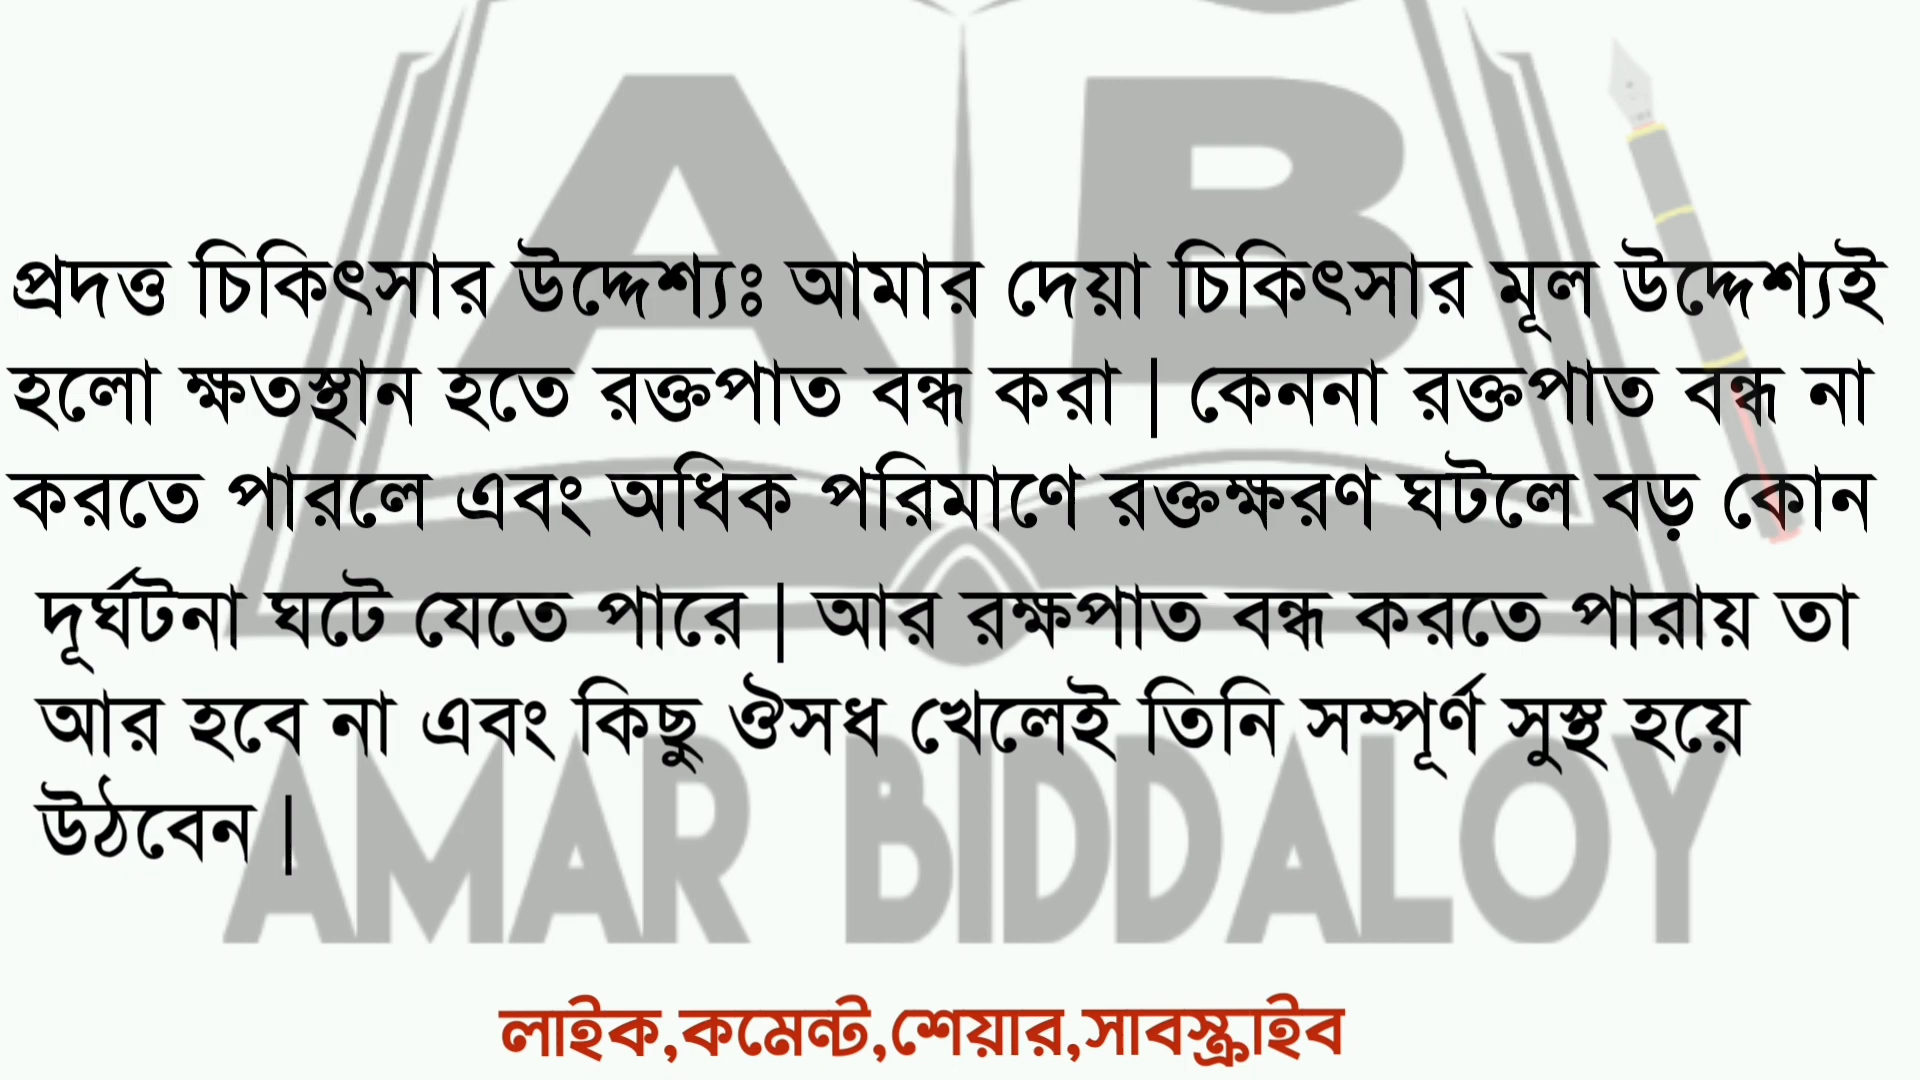 প্রদত্ত চিকিৎসার উদ্দেশ্যঃ আমার দেয়া চিকিৎসার মূল উদ্দেশ্যই
হলো ক্ষতস্থান হতে রক্তপাত বন্ধ করা | কেননা রক্তপাত বন্ধ না
করতে পারলে এবং অধিক পরিমাণে রক্তক্ষরণ ঘটলে বড় কোন
দূর্ঘটনা ঘটে যেতে পারে | আর রক্ষপাত বন্ধ করতে পারায় তা
আর হবে না এবং কিছু ঔসধ খেলেই তিনি সম্পূর্ণ সুস্থ হয়ে
উঠবেন |
A B
AMAR BIDDALOY
লাইক,কমেন্ট,শেয়ার,সাবস্ক্রাইব